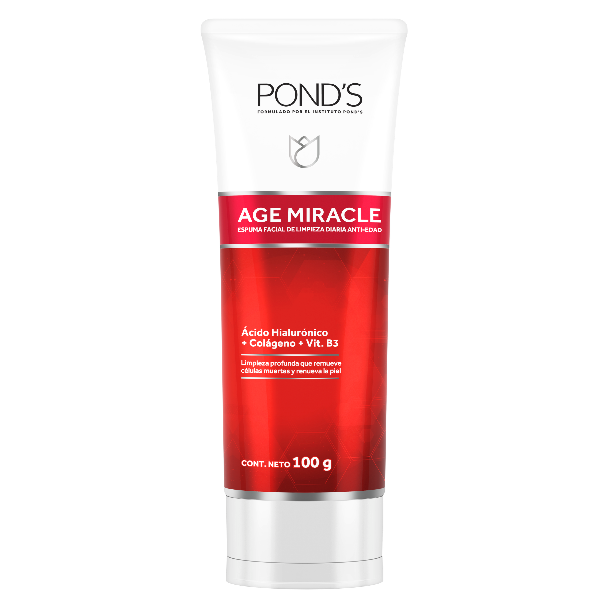 POND'S
FORMULADO POR EL INSTITUTO POND'S
AGE MIRACLE
ESPUMA FACIAL DE LIMPIEZA DIARIA ANTI-EDAD
Ácido Hialurónico
+ Colágeno + Vit. B3
Limpieza profunda que remueve
células muertas y renueva la piel
CONT. NETO 100 g